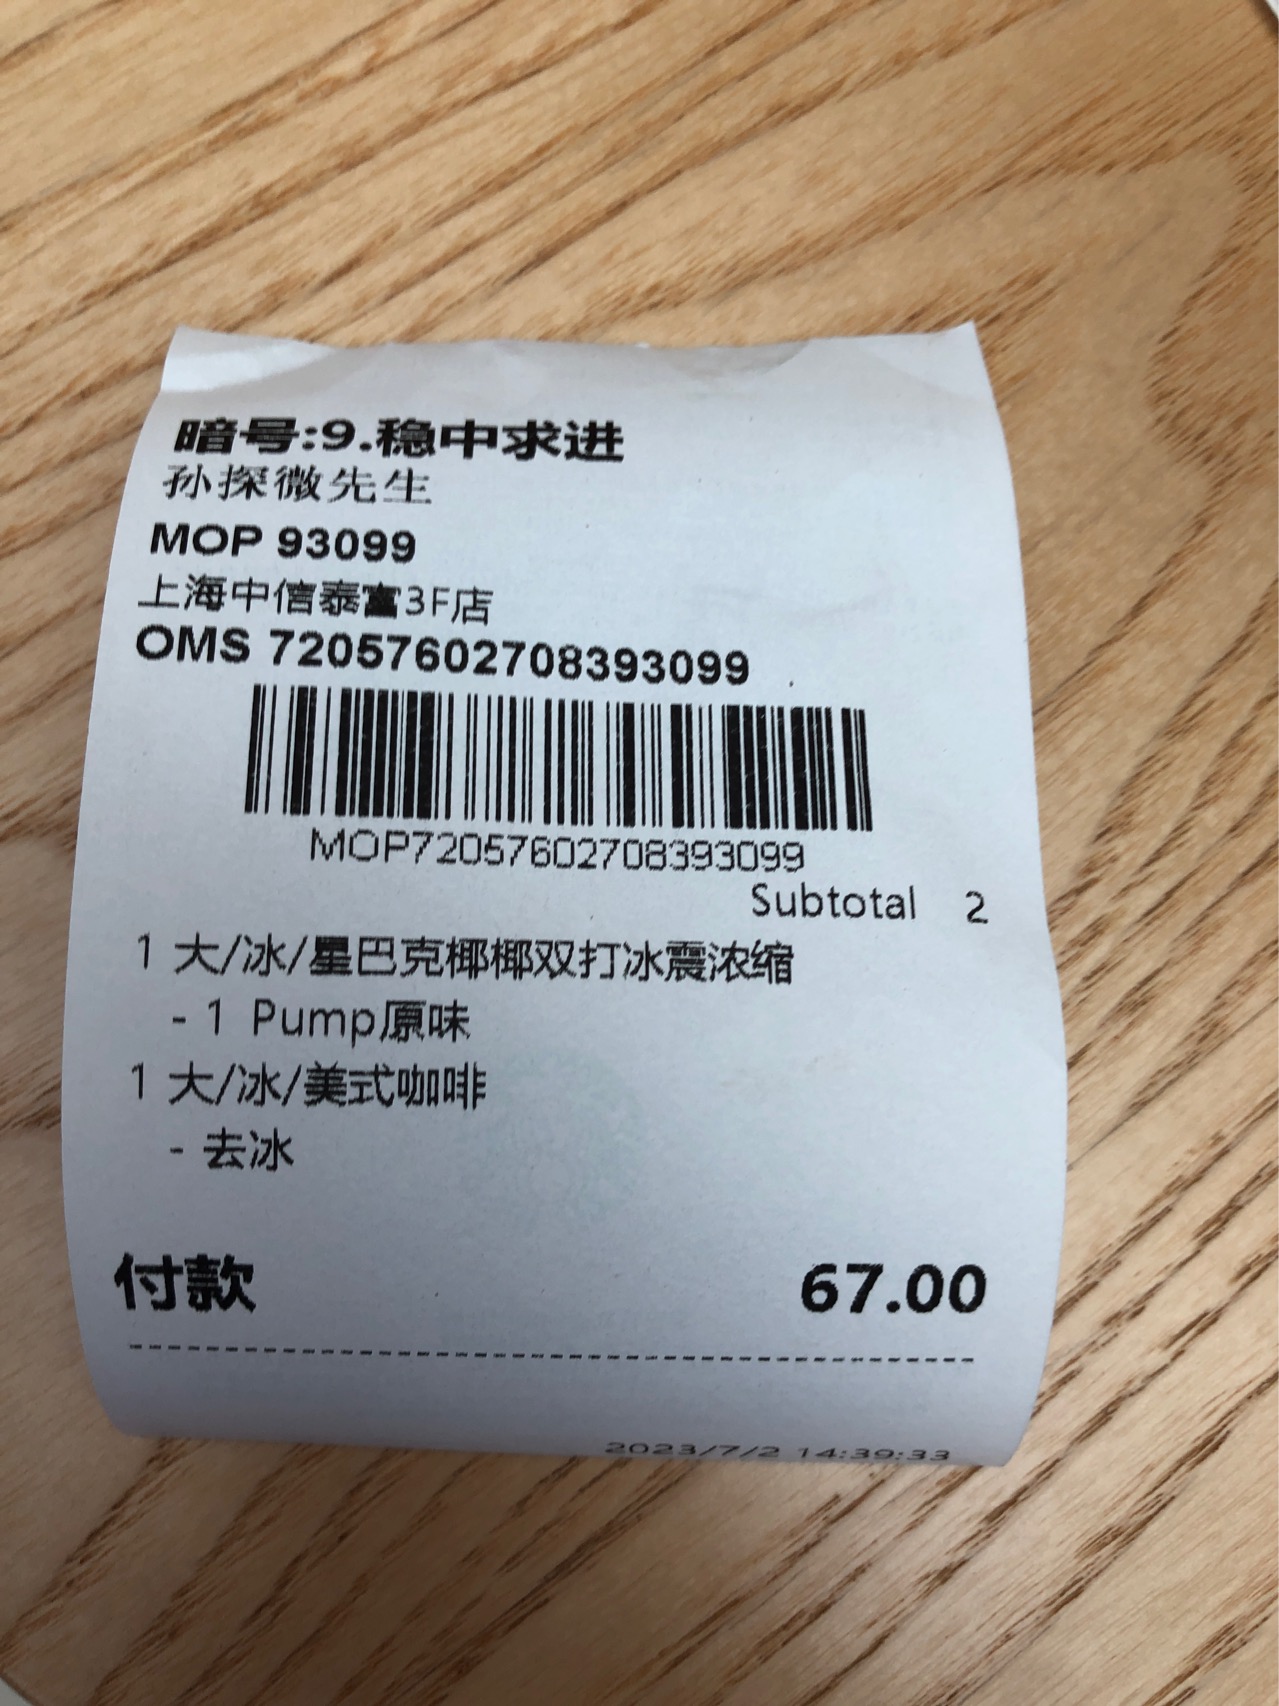 暗号:9.稳中求进
孙探微先生
MOP 93099
上海中信泰富3F店
OMS 72057602708393099
MOP72057602708393099
Subtotal 2
1 大/冰/星巴克椰椰双打冰震浓缩
- 1 Pump原味
1 大/冰/美式咖啡
- 去冰
付款 67.00
2023/7/2 14:39:33